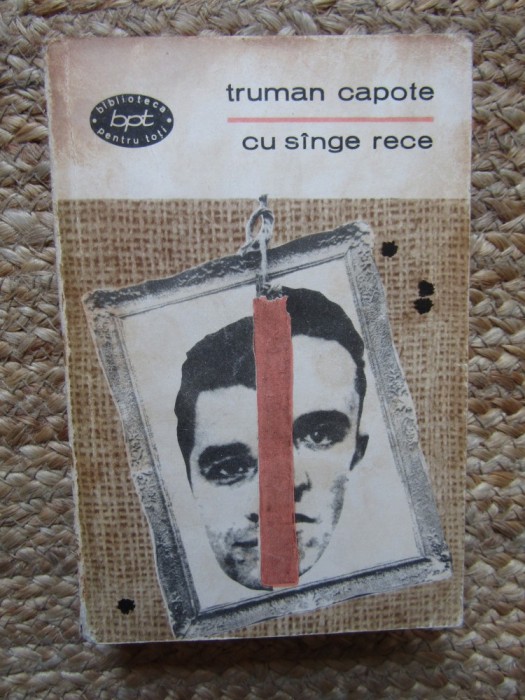 biblioteca
bpt
pentru toți
truman capote
cu sînge rece